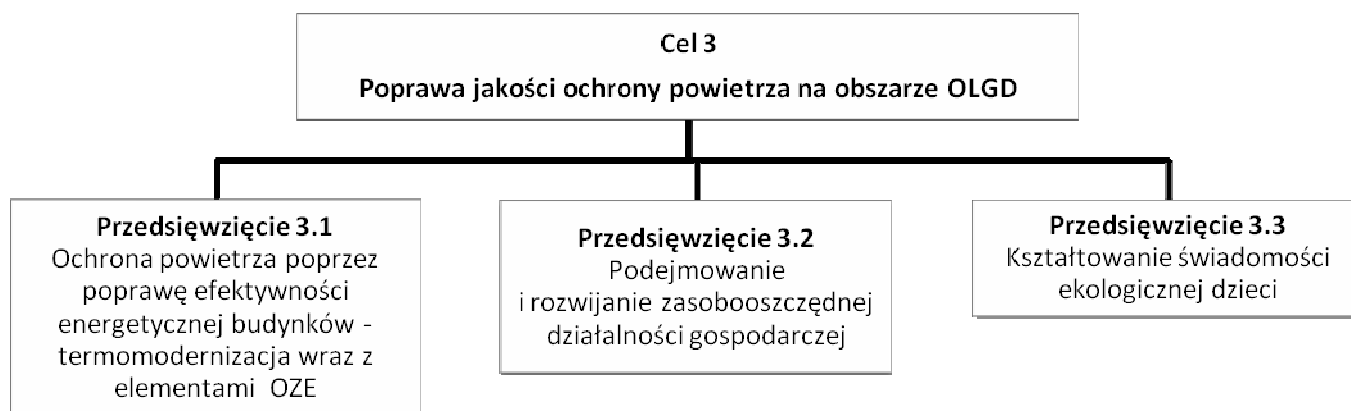 Cel 3
Poprawa jakości ochrony powietrza na obszarze OLGD
Przedsięwzięcie 3.1
Ochrona powietrza poprzez
poprawę efektywności
energetycznej budynków -
termomodernizacja wraz z
elementami OZE
Przedsięwzięcie 3.2
Podejmowanie
i rozwijanie zasobooszczędnej
działalności gospodarczej
Przedsięwzięcie 3.3
Kształtowanie świadomości
ekologicznej dzieci